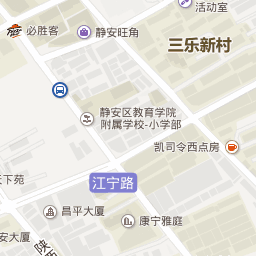 活动室
必胜客
静安旺角
三乐新村
静安区教育学院
附属学校-小学部
凯司令西点房
下苑
江宁路
昌平大厦
康宁雅庭
安大厦
陕